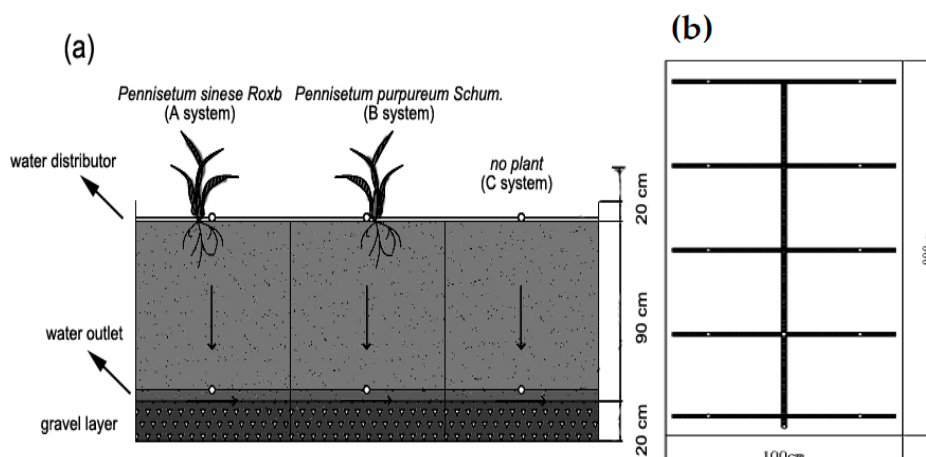 (a)
Pennisetum sinese Roxb
(A system)
Pennisetum purpureum Schum.
(B system)
no plant
(C system)
water distributor
water outlet
gravel layer
20 cm
90 cm
20 cm
(b)
100cm